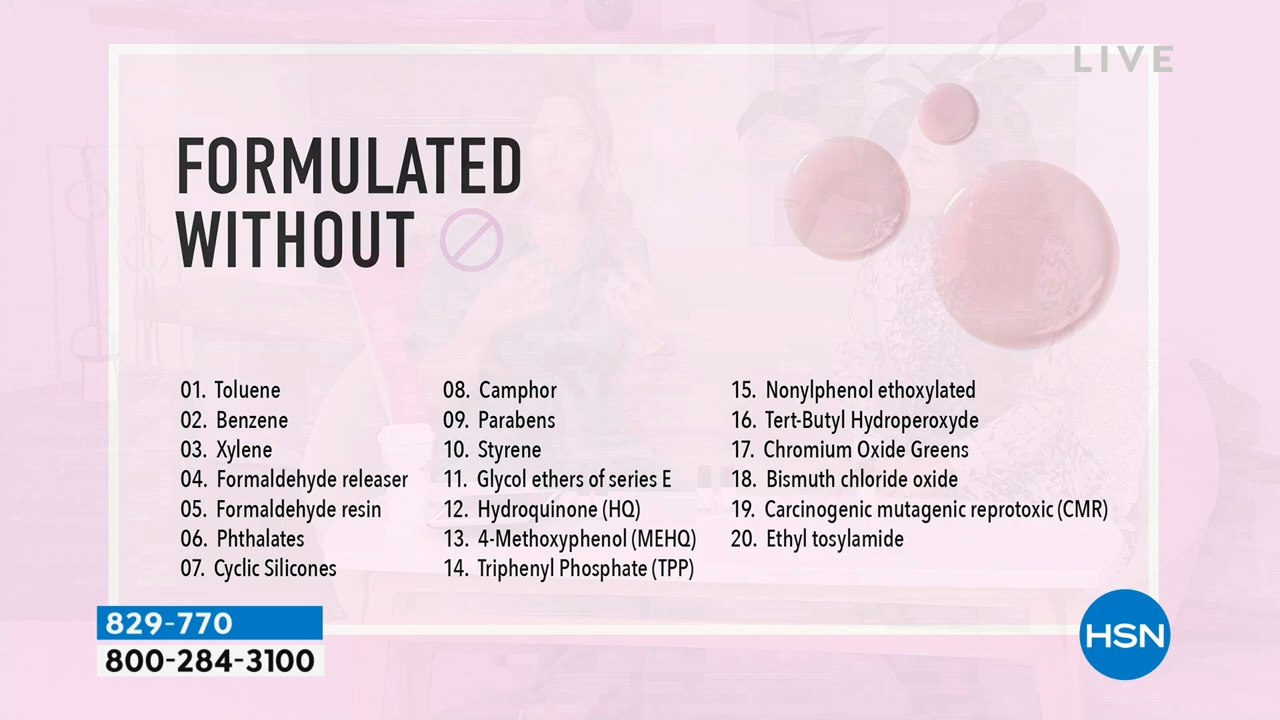 LIVE
FORMULATED
WITHOUT
01. Toluene
02. Benzene
03. Xylene
04. Formaldehyde releaser
05. Formaldehyde resin
06. Phthalates
07. Cyclic Silicones
08. Camphor
09. Parabens
10. Styrene
11. Glycol ethers of series E
12. Hydroquinone (HQ)
13. 4-Methoxyphenol (MEHQ)
14. Triphenyl Phosphate (TPP)
15. Nonylphenol ethoxylated
16. Tert-Butyl Hydroperoxyde
17. Chromium Oxide Greens
18. Bismuth chloride oxide
19. Carcinogenic mutagenic reprotoxic (CMR)
20. Ethyl tosylamide
829-770
800-284-3100
HSN